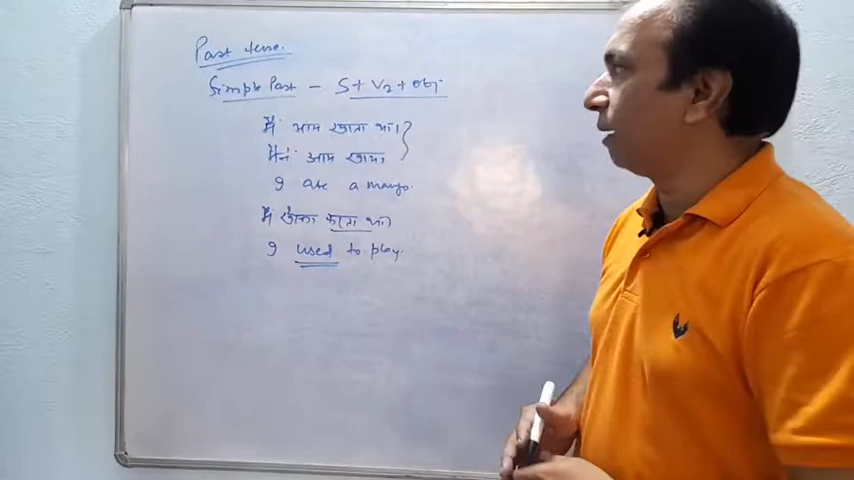 Past tense.
Simple Past – S+V₂+obj.
मैं आम खाता था।
मैंने आम खाया
I ate a mango.
मैं खेला करता था।
I used to play.